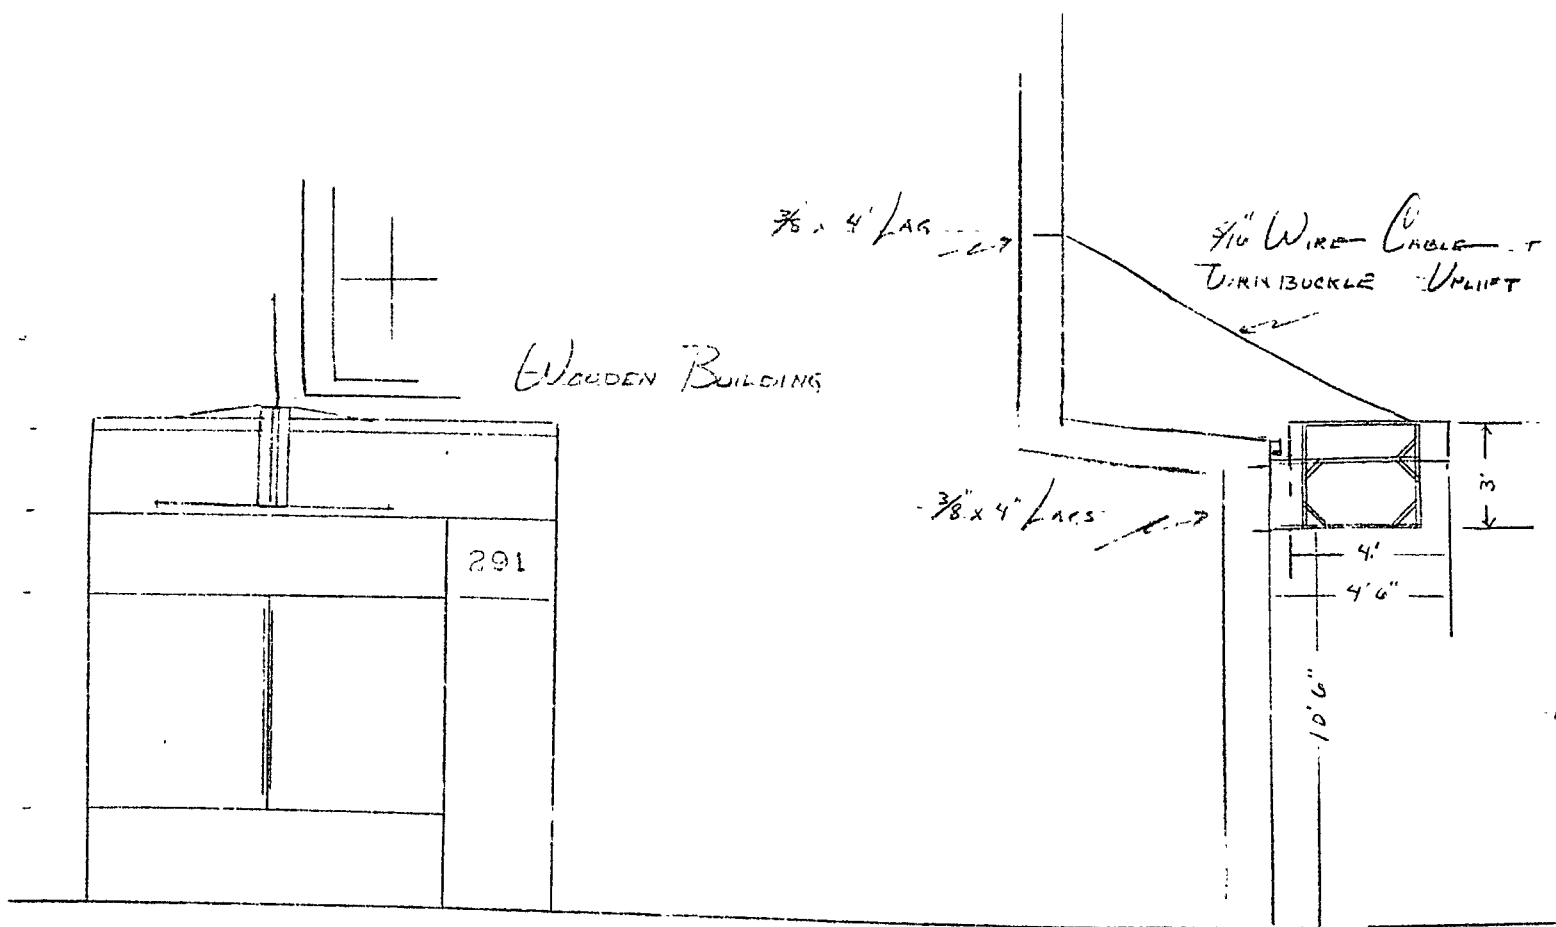 3/8 x 4' LAG
5/16" WIRE CABLE
TURNBUCKLE UPLIFT
WOODEN BUILDING
3/8" x 4" LAGS
291
3'
4'
4'6"
10'6"